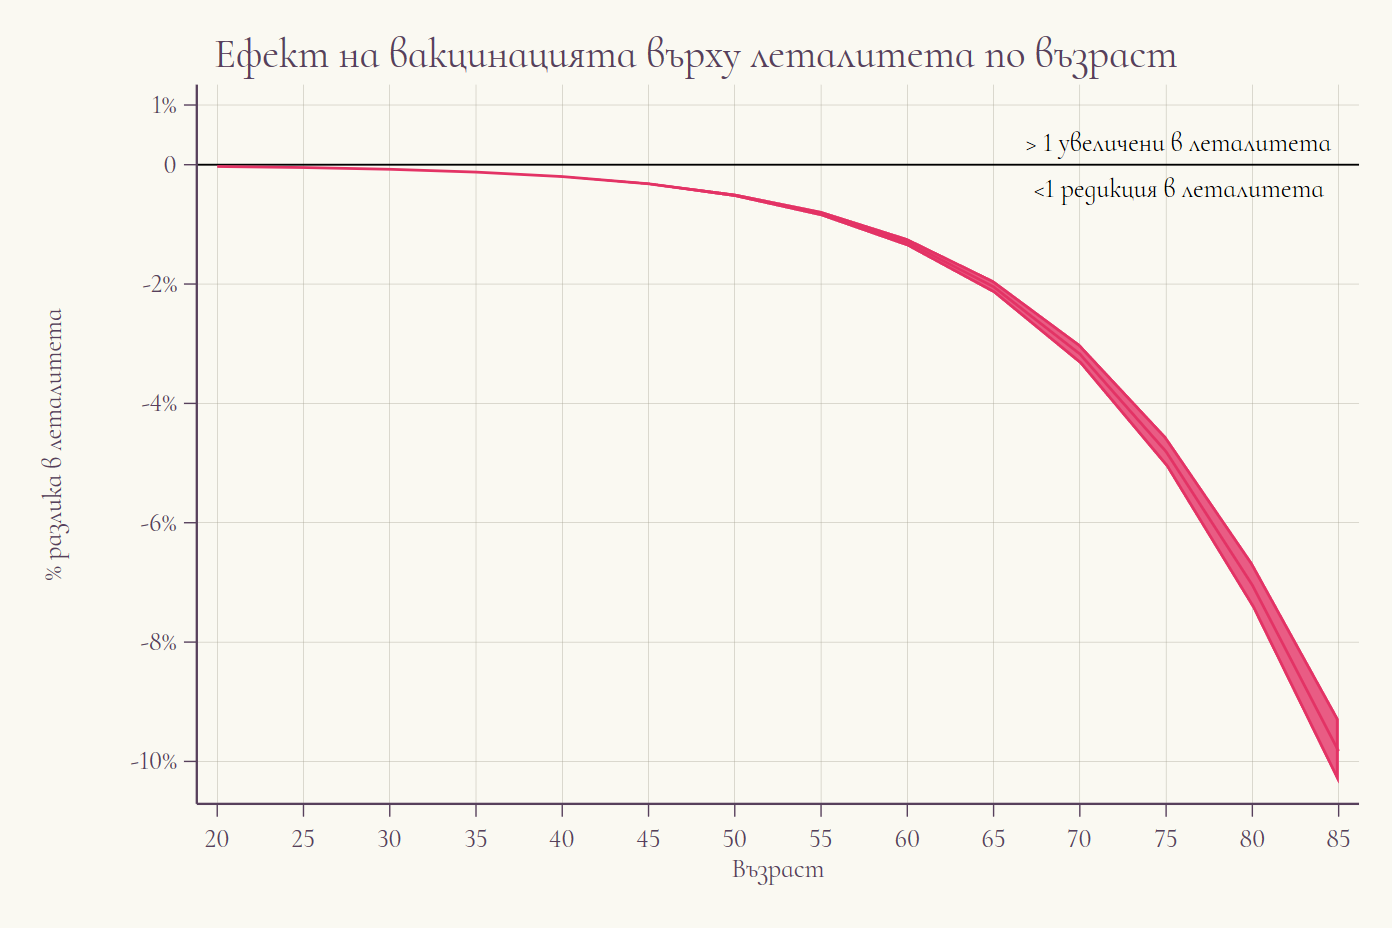 Ефект на вакцинацията върху леталитета по възраст
1%
0
-2%
-4%
-6%
-8%
-10%
> 1 увеличени в леталитета
<1 редикция в леталитета
% разлика в леталитета
20 25 30 35 40 45 50 55 60 65 70 75 80 85
Възраст